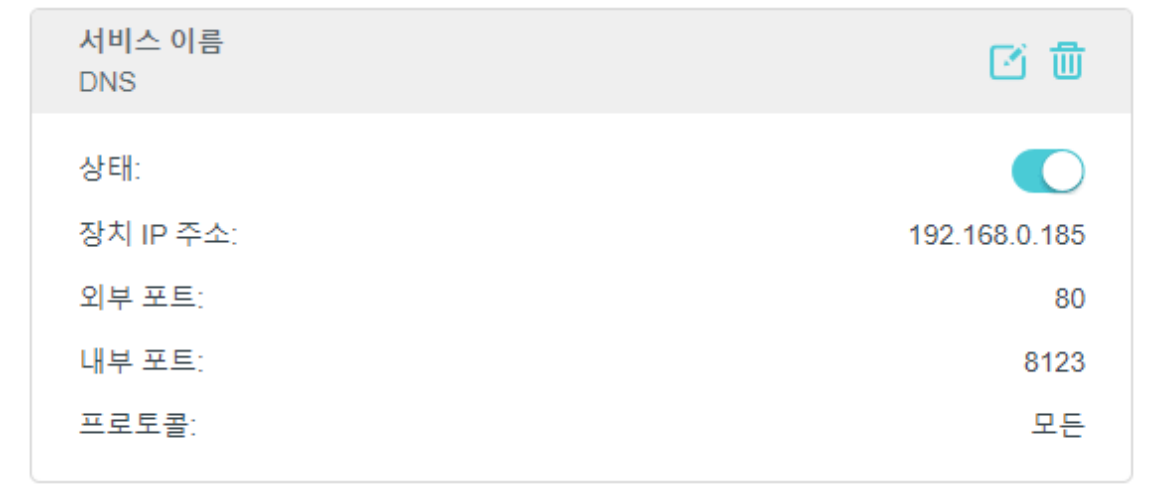 서비스 이름
DNS
상태:
장치 IP 주소: 192.168.0.185
외부 포트: 80
내부 포트: 8123
프로토콜: 모든